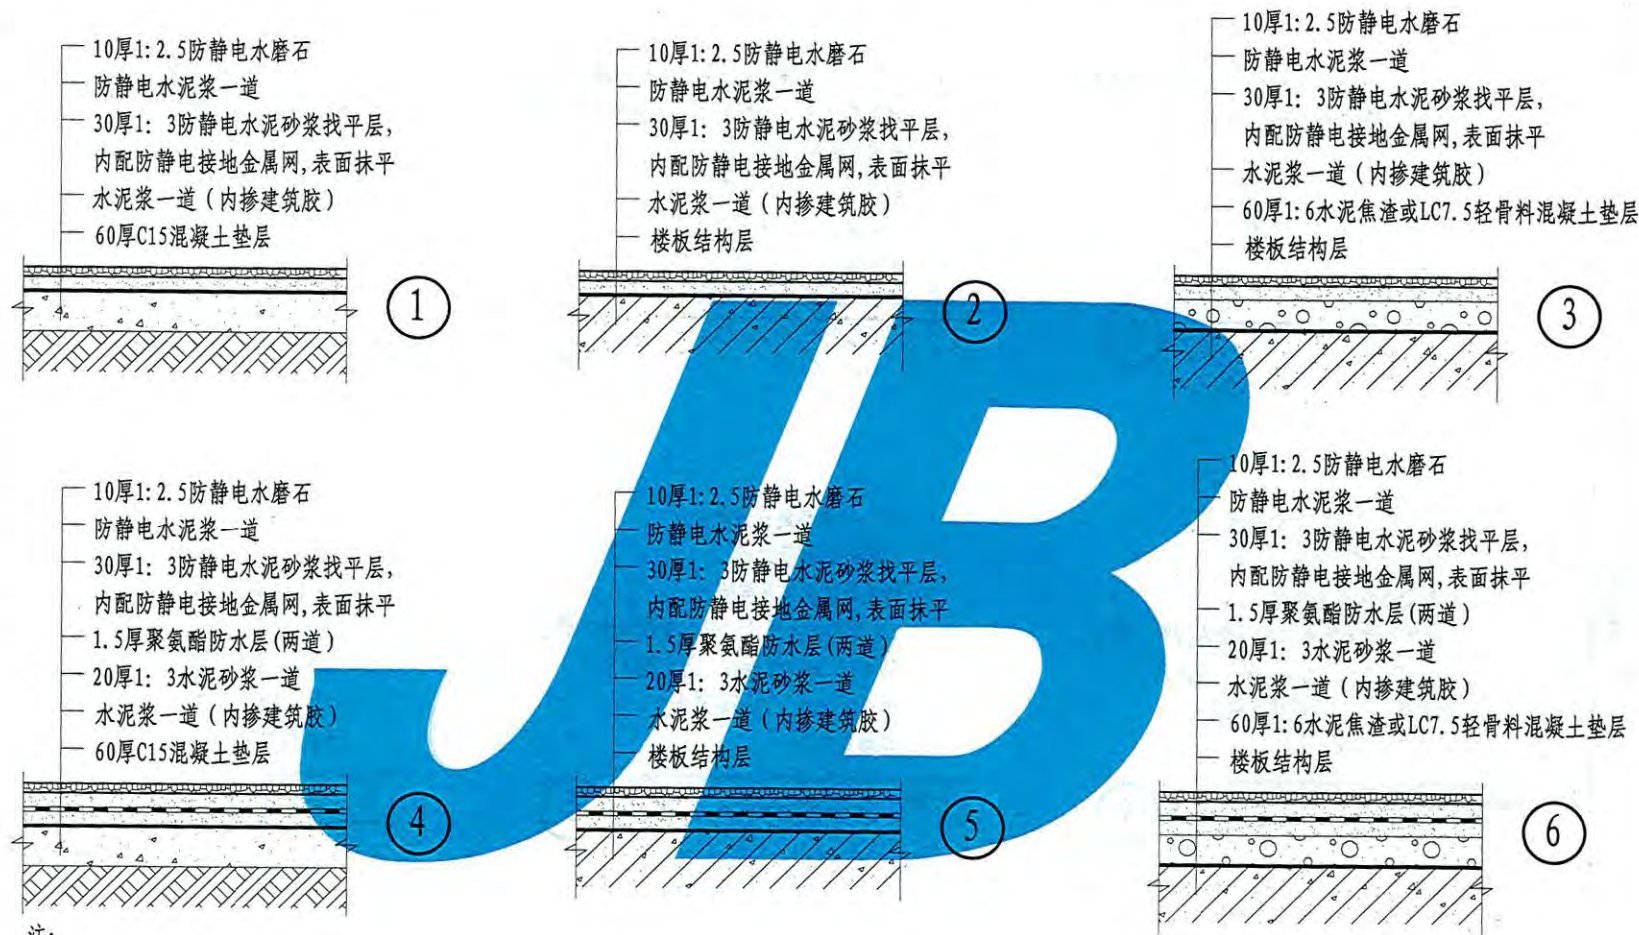 10厚1:2.5防静电水磨石
防静电水泥浆一道
30厚1: 3防静电水泥砂浆找平层,
内配防静电接地金属网,表面抹平
水泥浆一道(内掺建筑胶)
60厚C15混凝土垫层
1
10厚1:2.5防静电水磨石
防静电水泥浆一道
30厚1: 3防静电水泥砂浆找平层,
内配防静电接地金属网,表面抹平
水泥浆一道(内掺建筑胶)
楼板结构层
2
10厚1:2.5防静电水磨石
防静电水泥浆一道
30厚1: 3防静电水泥砂浆找平层,
内配防静电接地金属网,表面抹平
水泥浆一道(内掺建筑胶)
60厚1:6水泥焦渣或LC7.5轻骨料混凝土垫层
楼板结构层
3
JB
10厚1:2.5防静电水磨石
防静电水泥浆一道
30厚1: 3防静电水泥砂浆找平层,
内配防静电接地金属网,表面抹平
1.5厚聚氨酯防水层(两道)
20厚1: 3水泥砂浆一道
水泥浆一道(内掺建筑胶)
60厚C15混凝土垫层
4
10厚1:2.5防静电水磨石
防静电水泥浆一道
30厚1: 3防静电水泥砂浆找平层,
内配防静电接地金属网,表面抹平
1.5厚聚氨酯防水层(两道)
20厚1: 3水泥砂浆一道
水泥浆一道(内掺建筑胶)
楼板结构层
5
10厚1:2.5防静电水磨石
防静电水泥浆一道
30厚1: 3防静电水泥砂浆找平层,
内配防静电接地金属网,表面抹平
1.5厚聚氨酯防水层(两道)
20厚1: 3水泥砂浆一道
水泥浆一道(内掺建筑胶)
60厚1:6水泥焦渣或LC7.5轻骨料混凝土垫层
楼板结构层
6
注: